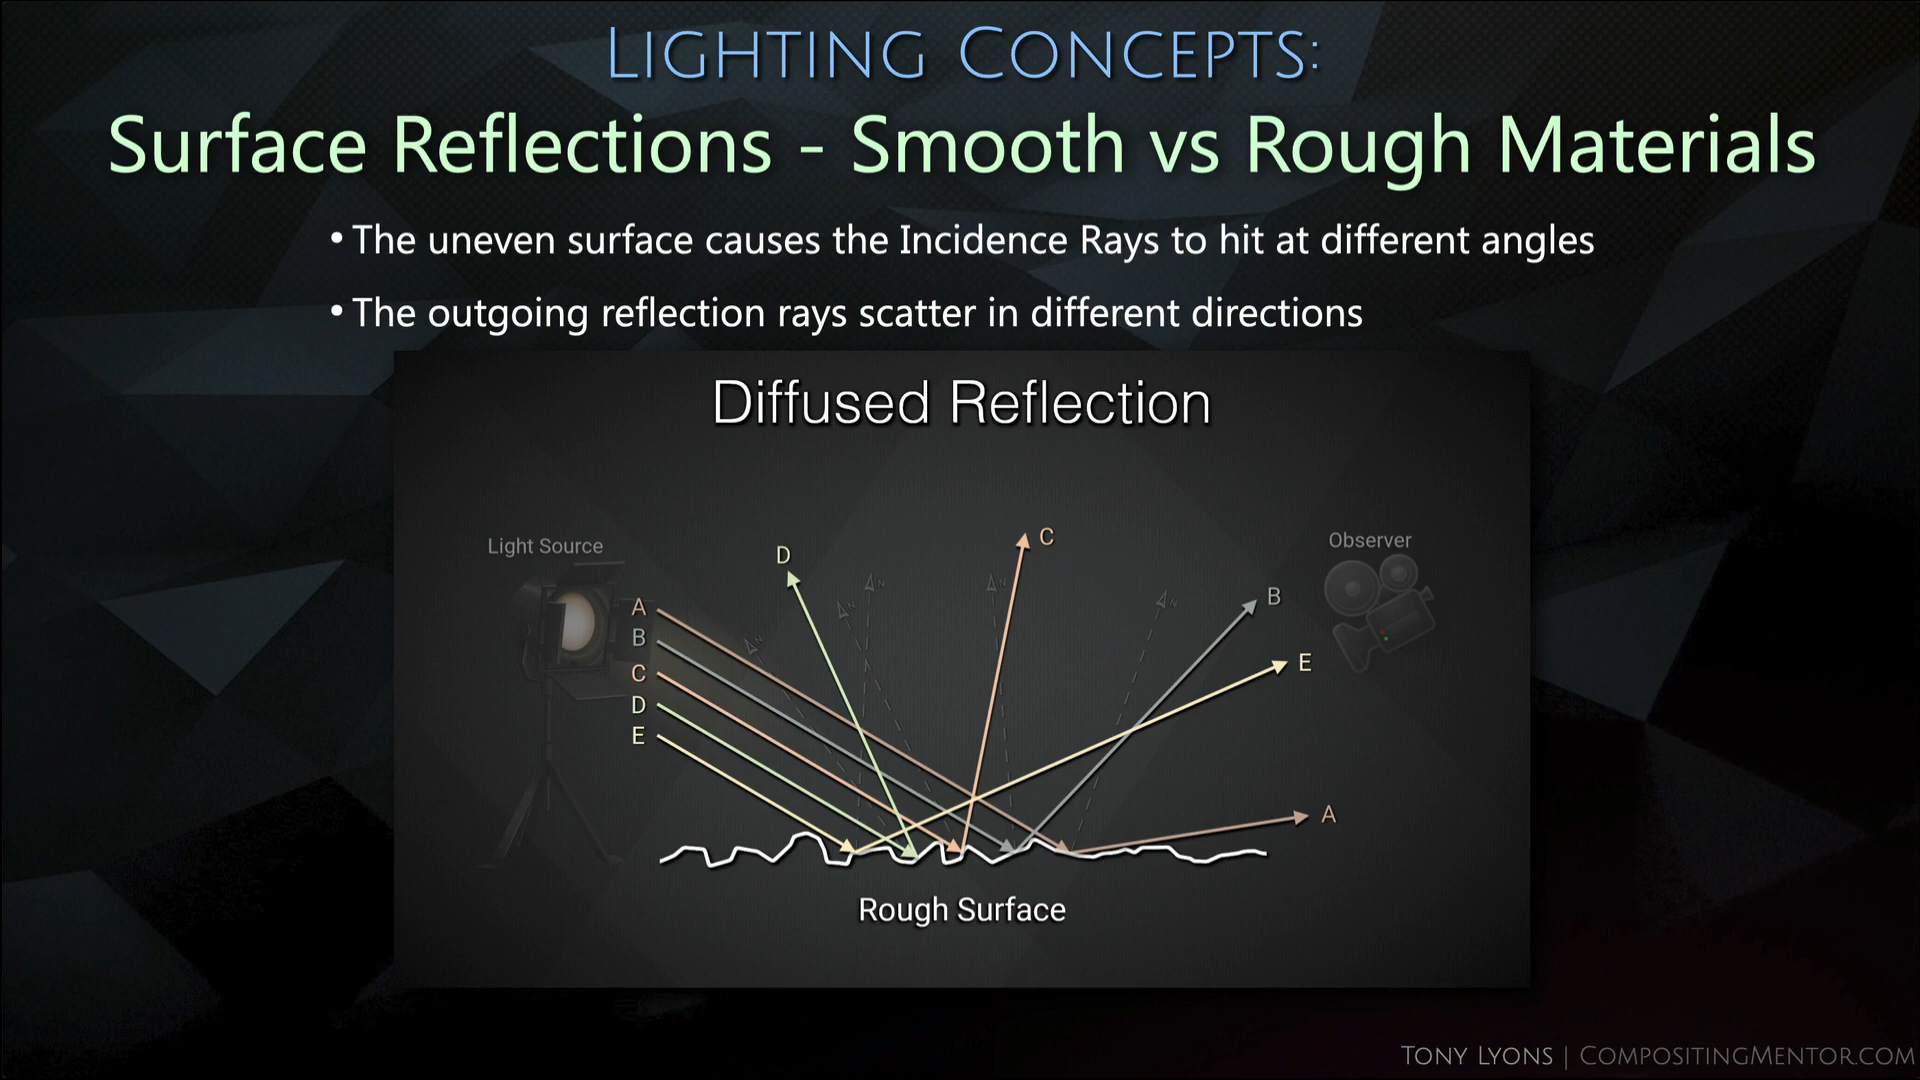 LIGHTING CONCEPTS:
Surface Reflections - Smooth vs Rough Materials
• The uneven surface causes the Incidence Rays to hit at different angles
• The outgoing reflection rays scatter in different directions
Diffused Reflection
Light Source
Observer
D
C
N
N
N
N
N
A
B
C
D
E
B
E
A
Rough Surface
TONY LYONS | COMPOSITINGMENTOR.COM